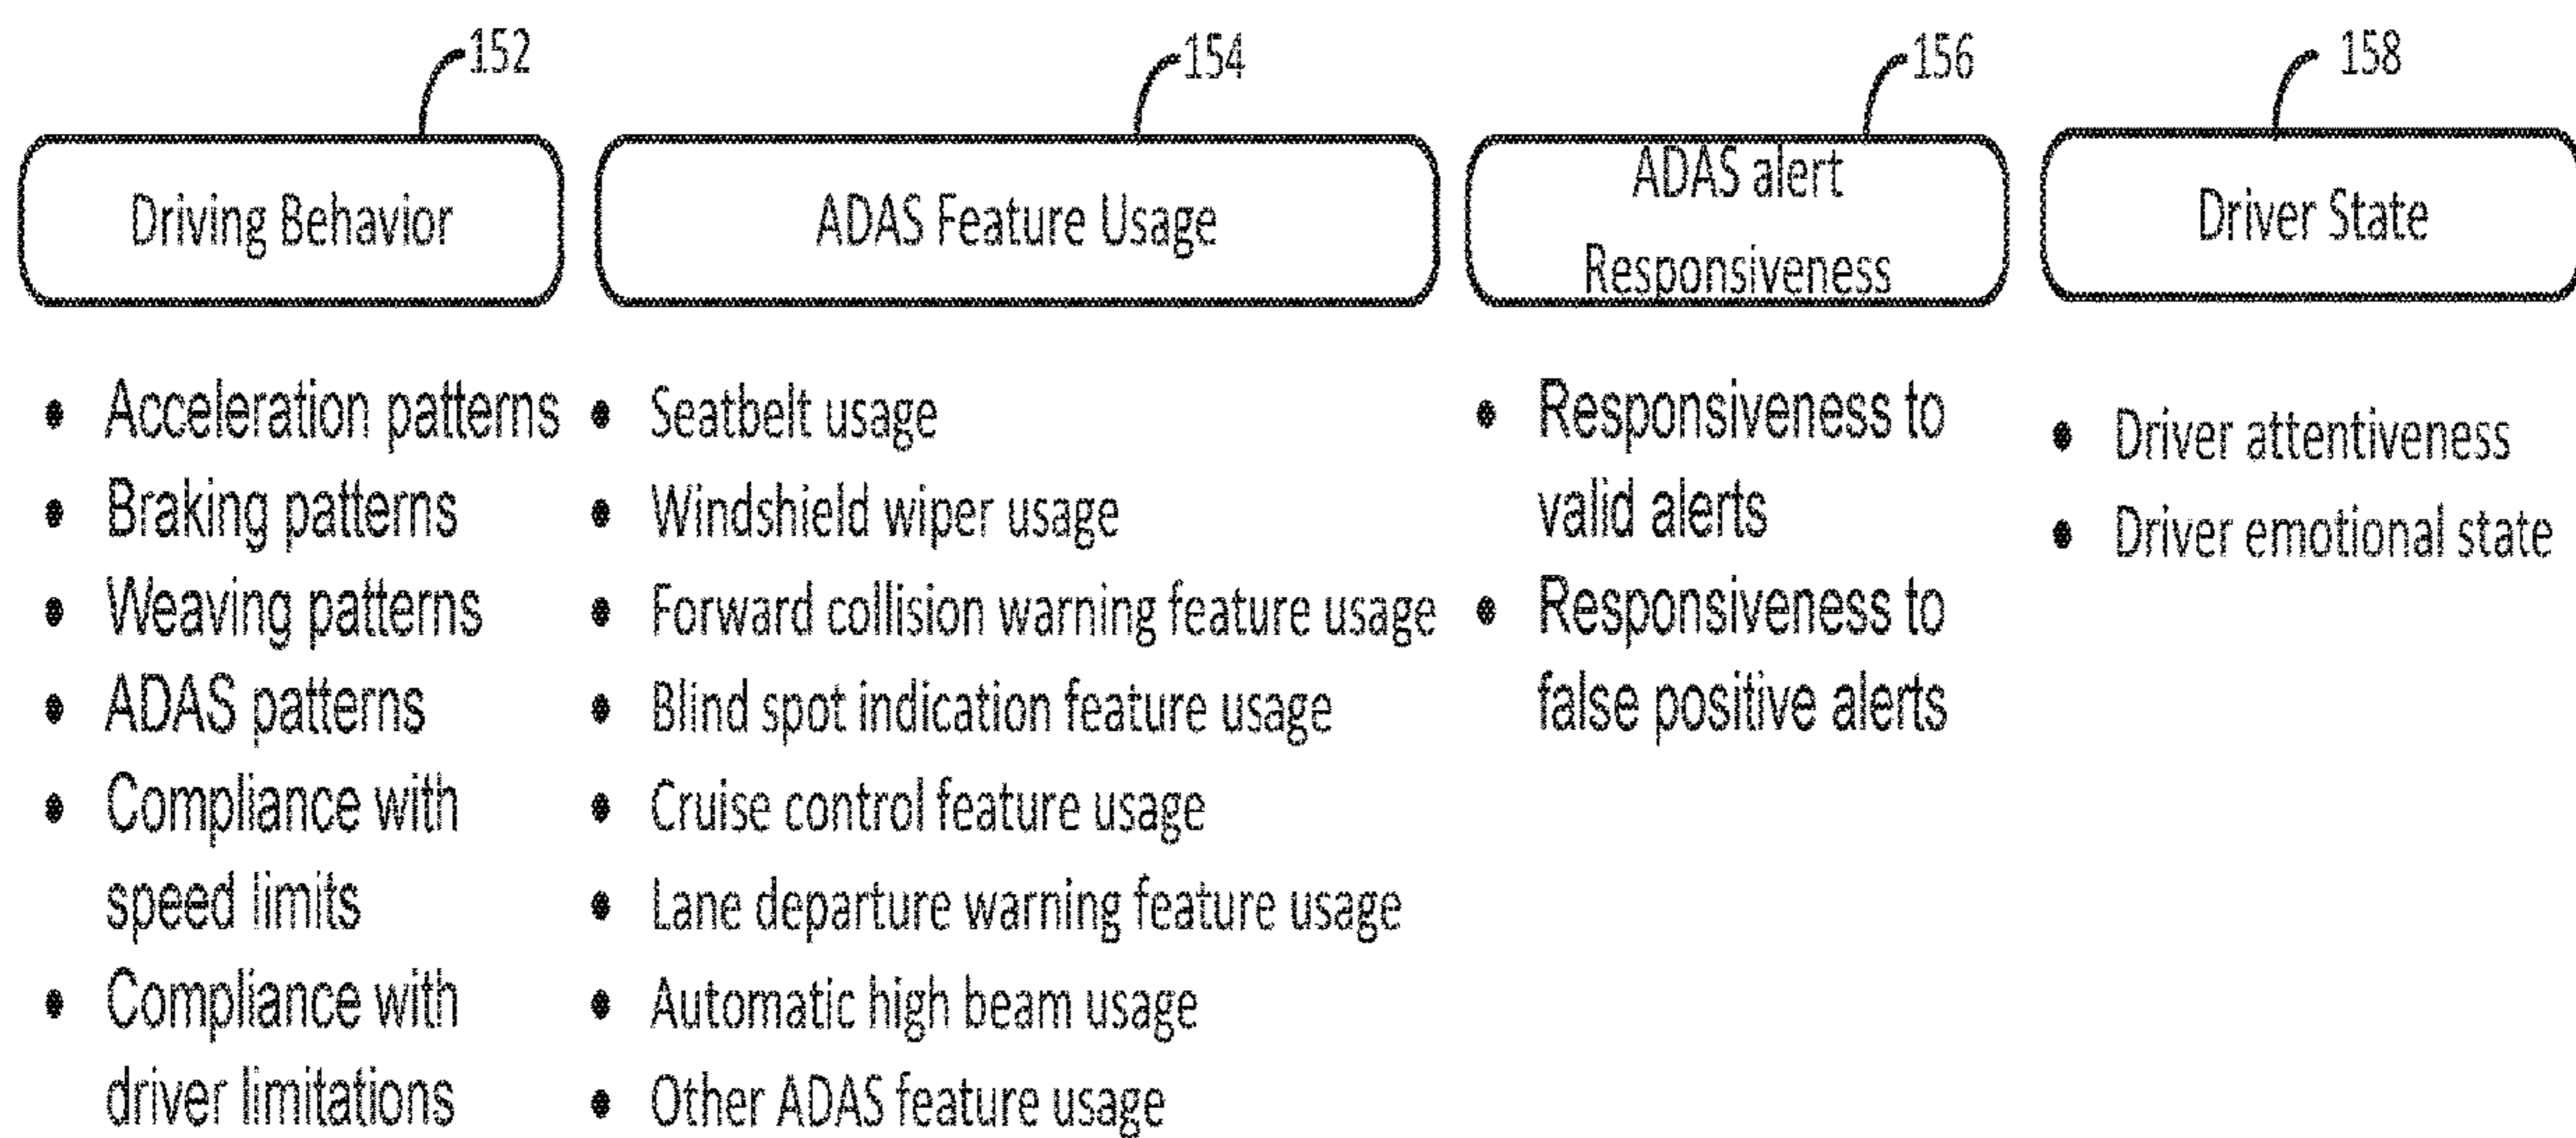 152
Driving Behavior
• Acceleration patterns
• Braking patterns
• Weaving patterns
• ADAS patterns
• Compliance with
speed limits
• Compliance with
driver limitations
154
ADAS Feature Usage
• Seatbelt usage
• Windshield wiper usage
• Forward collision warning feature usage
• Blind spot indication feature usage
• Cruise control feature usage
• Lane departure warning feature usage
• Automatic high beam usage
• Other ADAS feature usage
156
ADAS alert
Responsiveness
• Responsiveness to
valid alerts
• Responsiveness to
false positive alerts
158
Driver State
• Driver attentiveness
• Driver emotional state